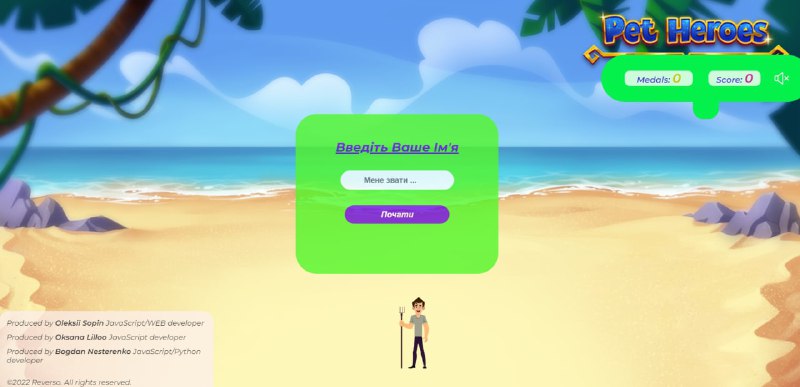 Pet Heroes
Medals: 0
Score: 0
Введіть Ваше Ім'я
Мене звати ...
Почати
Produced by Oleksii Sopin JavaScript/WEB developer
Produced by Oksana Lilloo JavaScript developer
Produced by Bogdan Nesterenko JavaScript/Python
developer
©2022 Reverso. All rights reserved.